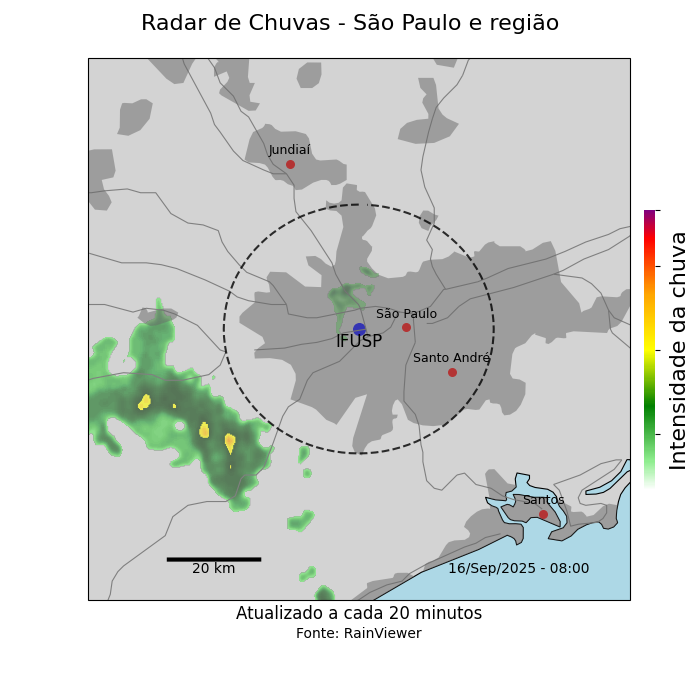 Radar de Chuvas - São Paulo e região
Jundiaí
São Paulo
IFUSP
Santo André
Santos
20 km
16/Sep/2025 - 08:00
Intensidade da chuva
Atualizado a cada 20 minutos
Fonte: RainViewer